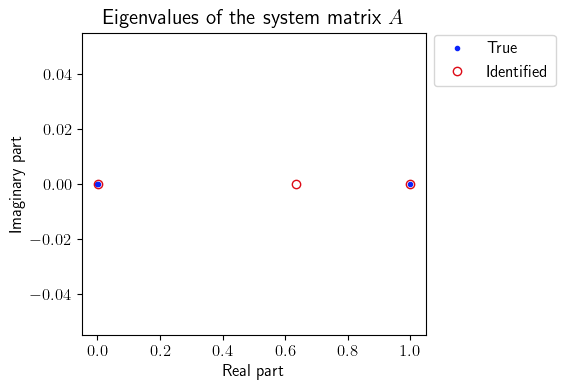 Eigenvalues of the system matrix A
True
Identified
0.04
0.02
0.00
−0.02
−0.04
Imaginary part
0.0 0.2 0.4 0.6 0.8 1.0
Real part